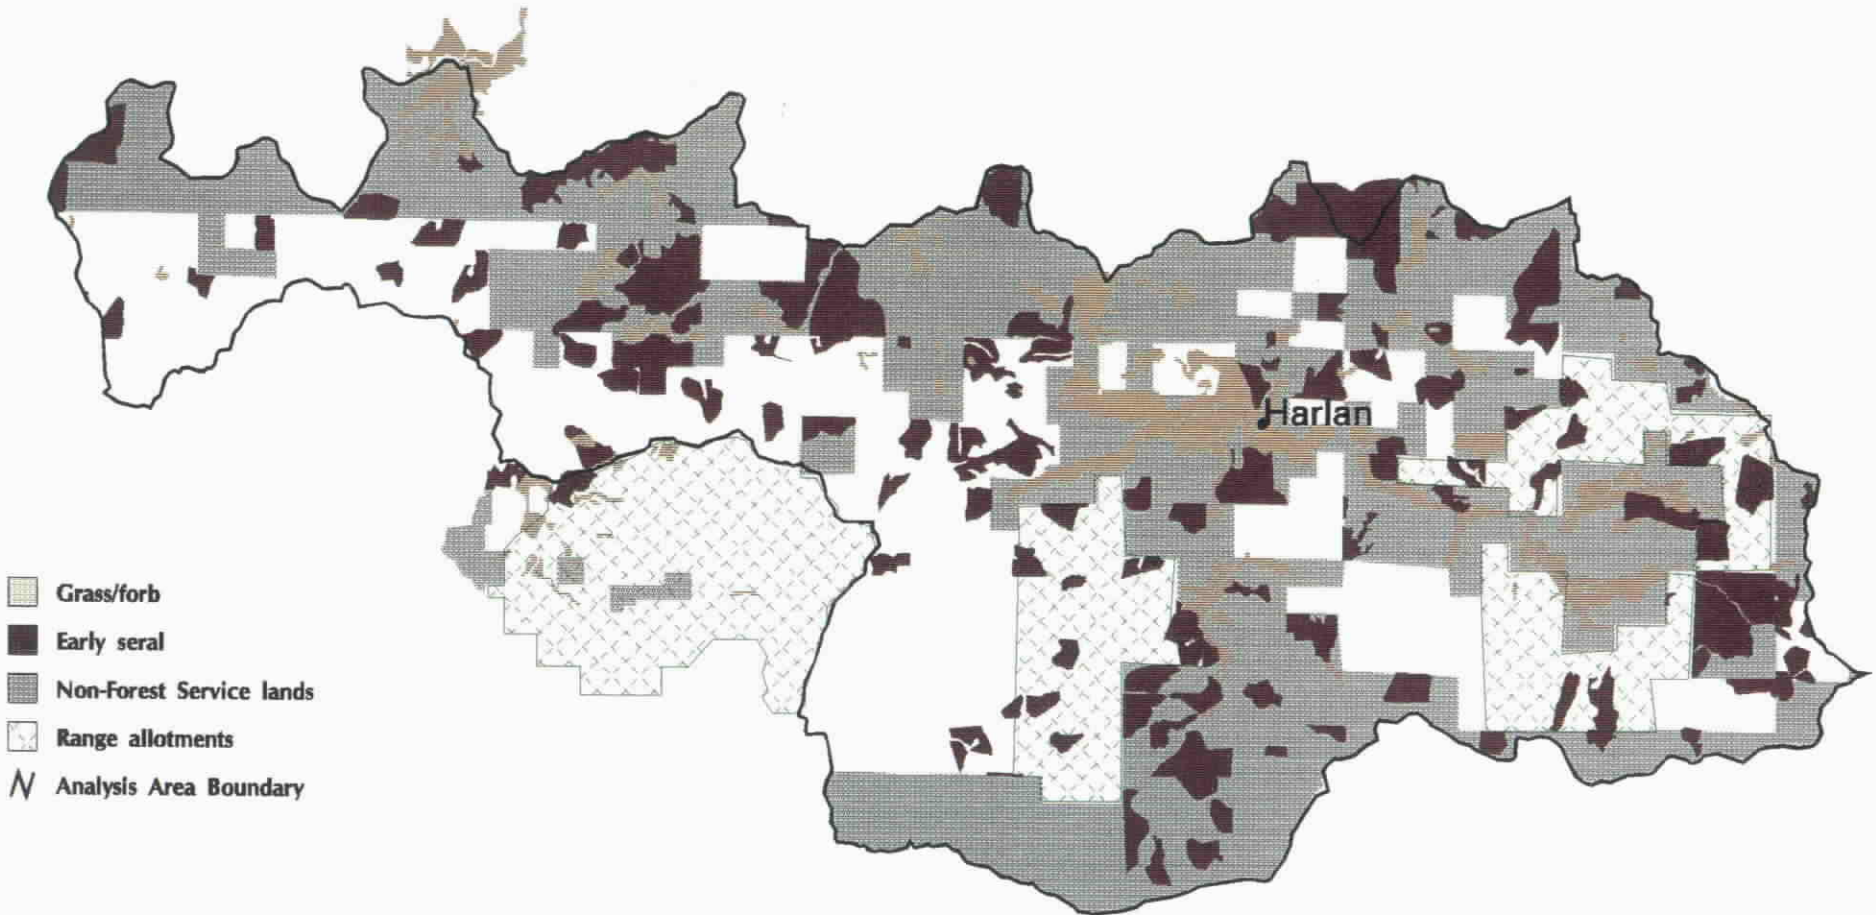 Harlan
Grass/forb
Early seral
Non-Forest Service lands
Range allotments
Analysis Area Boundary